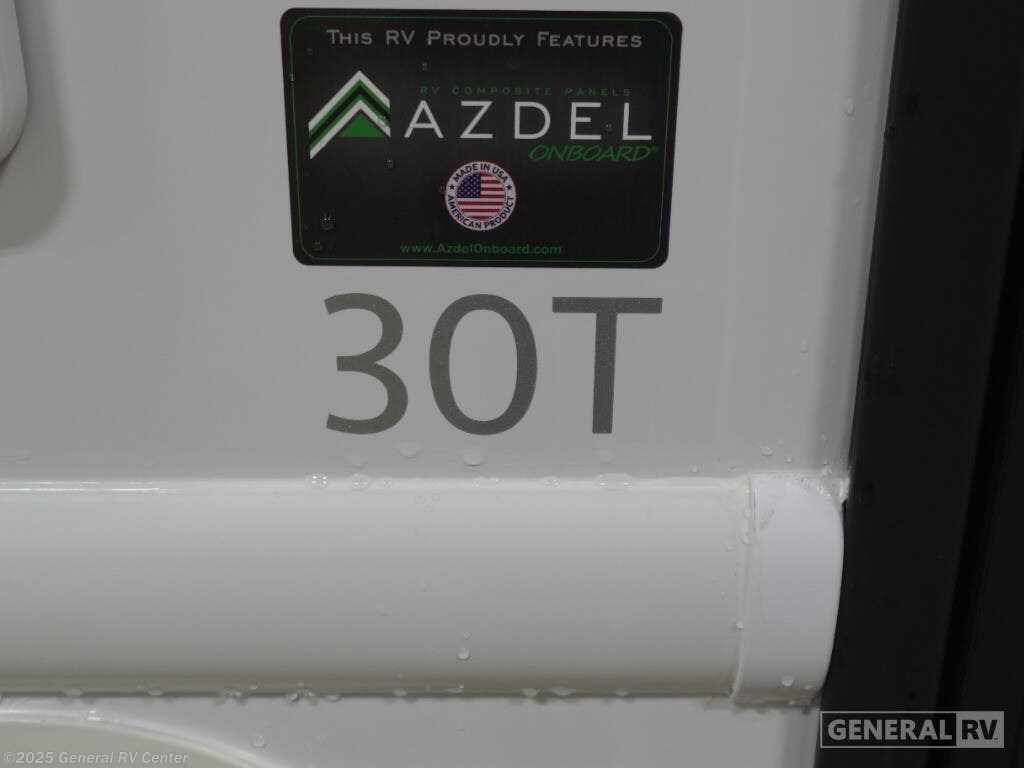 THIS RV PROUDLY FEATURES
RV COMPOSITE PANELS
AZDEL
ONBOARD®
MADE IN USA
AMERICAN PRODUCT
www.AzdelOnboard.com
30T
GENERAL RV
©2025 General RV Center